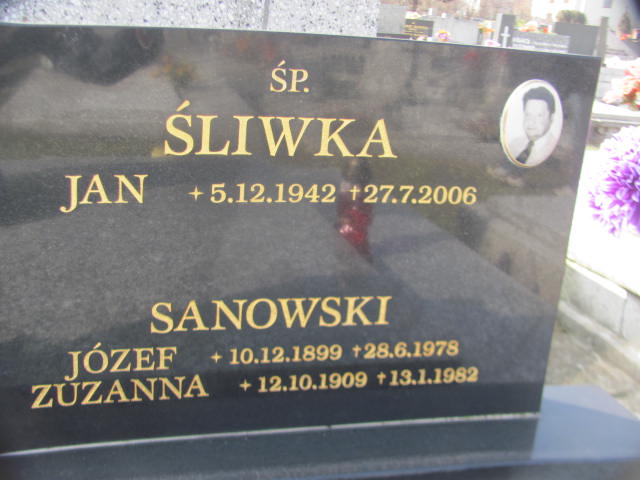 ŚP.
ŚLIWKA
JAN ✦ 5.12.1942 †27.7.2006
SANOWSKI
JÓZEF ✦ 10.12.1899 †28.6.1978
ZUZANNA ✦ 12.10.1909 †13.1.1982